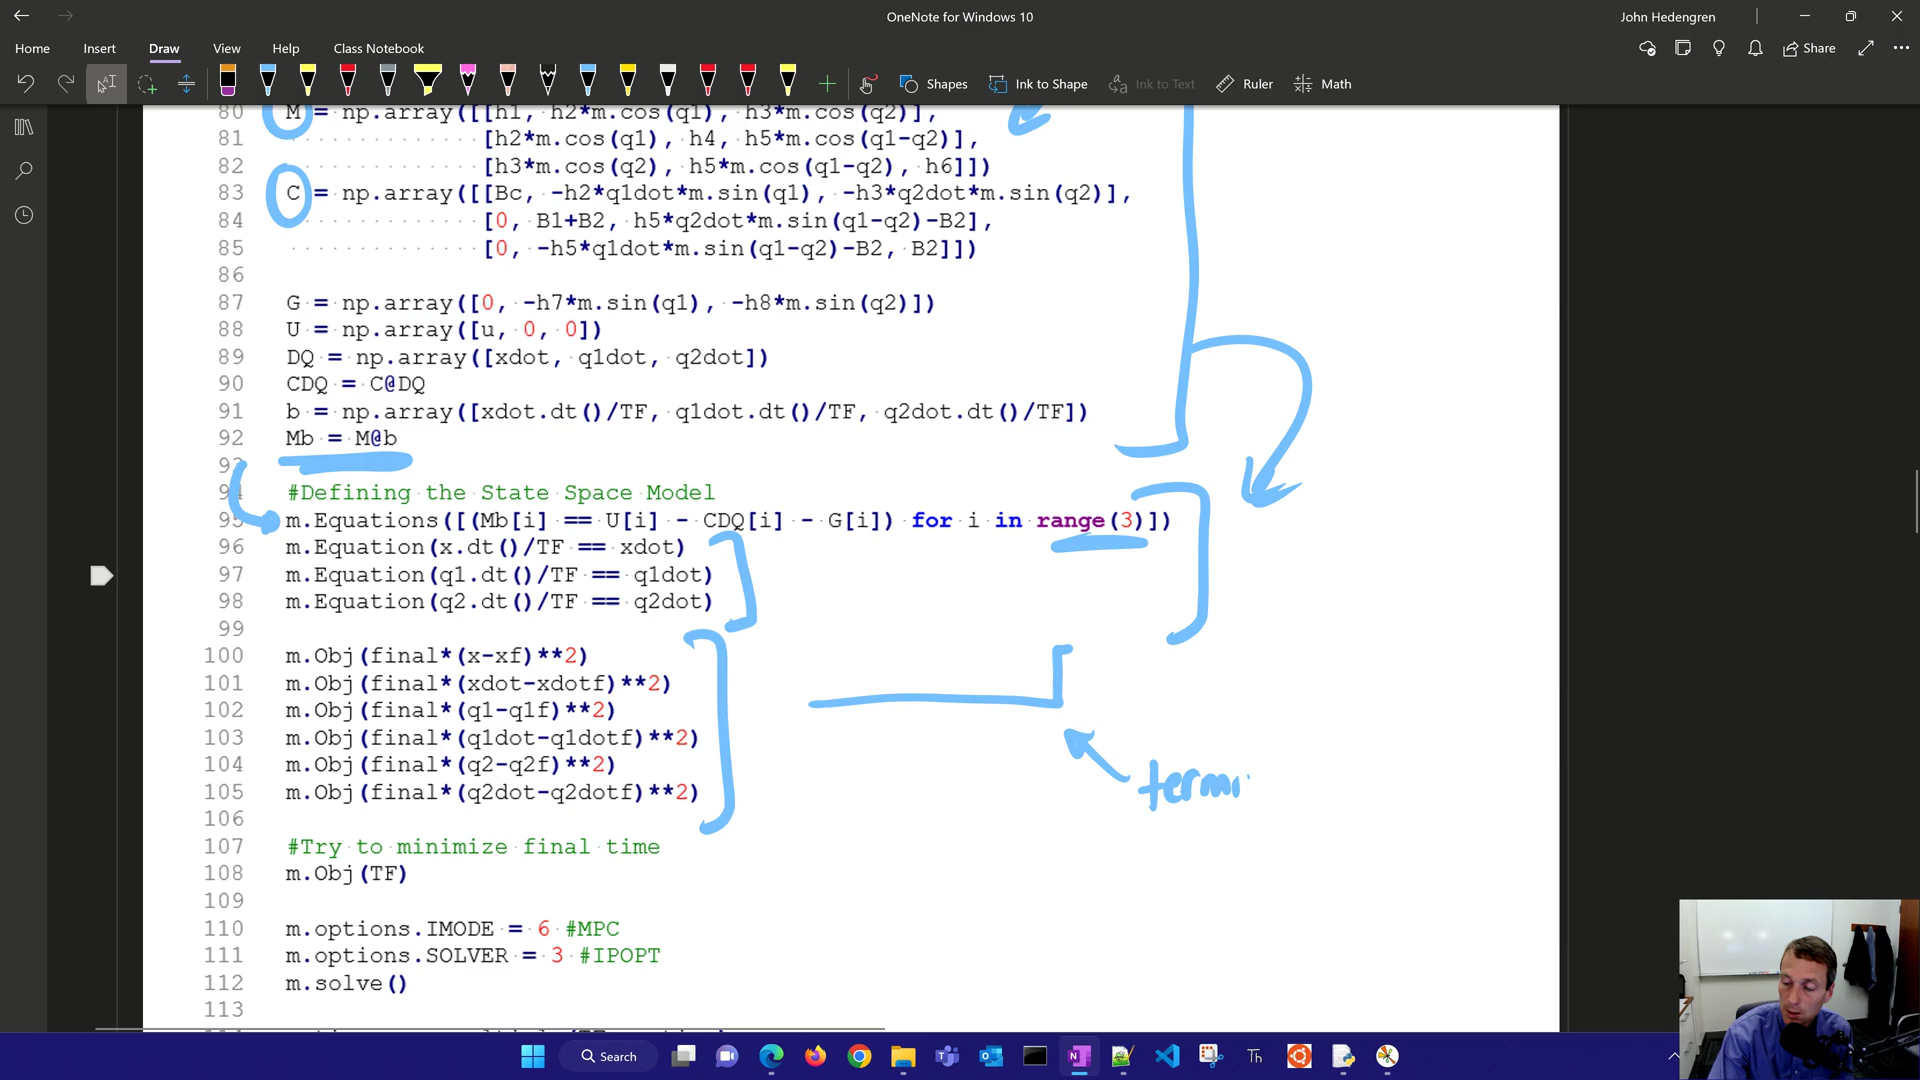 OneNote for Windows 10
John Hedengren
Home Insert Draw View Help Class Notebook
Share
Shapes Ink to Shape Ink to Text Ruler Math
80 M = np.array([[h1, h2*m.cos(q1), h3*m.cos(q2)],
81 [h2*m.cos(q1), h4, h5*m.cos(q1-q2)],
82 [h3*m.cos(q2), h5*m.cos(q1-q2), h6]])
83 C = np.array([[Bc, -h2*q1dot*m.sin(q1), -h3*q2dot*m.sin(q2)],
84 [0, B1+B2, h5*q2dot*m.sin(q1-q2)-B2],
85 [0, -h5*q1dot*m.sin(q1-q2)-B2, B2]])
86
87 G = np.array([0, -h7*m.sin(q1), -h8*m.sin(q2)])
88 U = np.array([u, 0, 0])
89 DQ = np.array([xdot, q1dot, q2dot])
90 CDQ = C@DQ
91 b = np.array([xdot.dt()/TF, q1dot.dt()/TF, q2dot.dt()/TF])
92 Mb = M@b
93
94 #Defining the State Space Model
95 m.Equations([(Mb[i] == U[i] - CDQ[i] - G[i]) for i in range(3)])
96 m.Equation(x.dt()/TF == xdot)
97 m.Equation(q1.dt()/TF == q1dot)
98 m.Equation(q2.dt()/TF == q2dot)
99
100 m.Obj(final*(x-xf)**2)
101 m.Obj(final*(xdot-xdotf)**2)
102 m.Obj(final*(q1-q1f)**2)
103 m.Obj(final*(q1dot-q1dotf)**2)
104 m.Obj(final*(q2-q2f)**2)
105 m.Obj(final*(q2dot-q2dotf)**2)
termi
106
107 #Try to minimize final time
108 m.Obj(TF)
109
110 m.options.IMODE = 6 #MPC
111 m.options.SOLVER = 3 #IPOPT
112 m.solve()
113
Search
Th